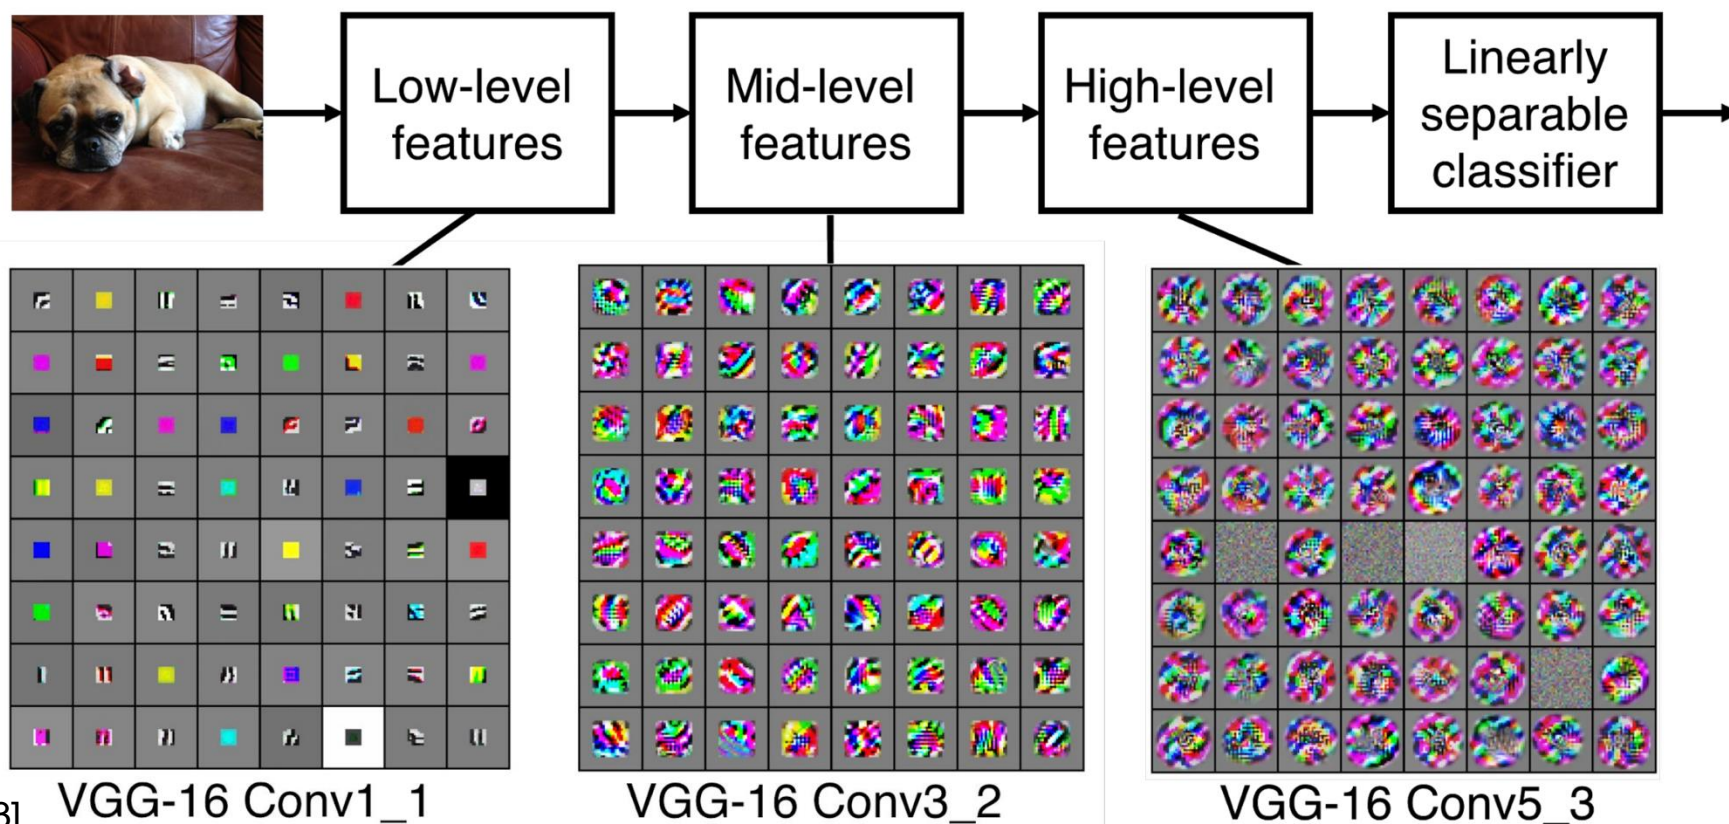 Low-level
features
Mid-level
features
High-level
features
Linearly
separable
classifier
VGG-16 Conv1_1
VGG-16 Conv3_2
VGG-16 Conv5_3